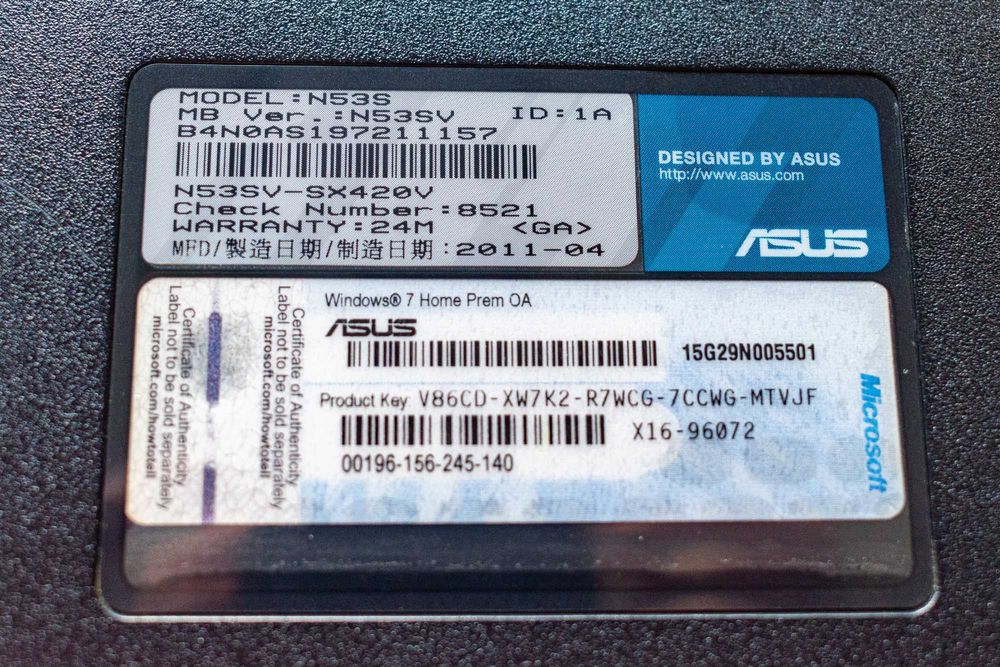 MODEL:N53S
MB Ver.:N53SV ID:1A
B4N0AS197211157
N53SV-SX420V
Check Number:8521
WARRANTY:24M <GA>
MFD/製造日期/制造日期:2011-04
DESIGNED BY ASUS
http://www.asus.com
ASUS
Certificate of Authenticity
Label not to be sold separately
microsoft.com/howtotell
Certificate of Authenticity
Label not to be sold separately
microsoft.com/howtotell
Windows® 7 Home Prem OA
ASUS
15G29N005501
Product Key: V86CD-XW7K2-R7WCG-7CCWG-MTVJF
X16-96072
00196-156-245-140
Microsoft